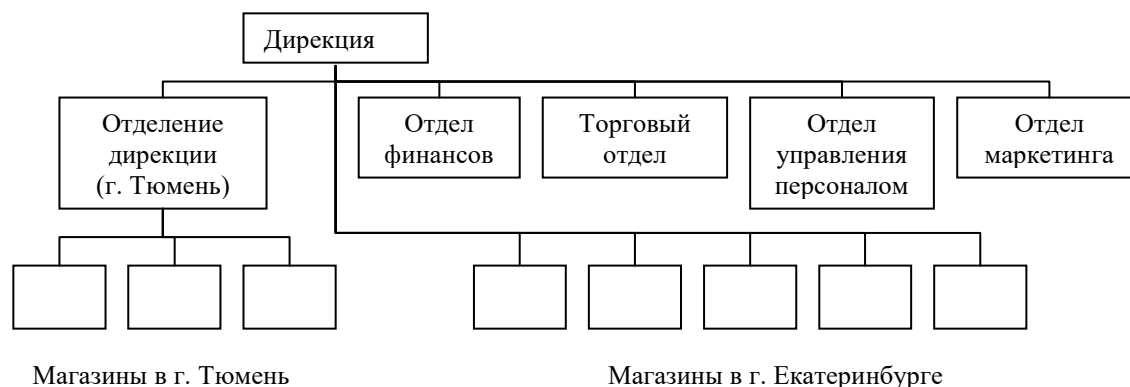 Дирекция
Отделение
дирекции
(г. Тюмень)
Отдел
финансов
Торговый
отдел
Отдел
управления
персоналом
Отдел
маркетинга
Магазины в г. Тюмень
Магазины в г. Екатеринбурге